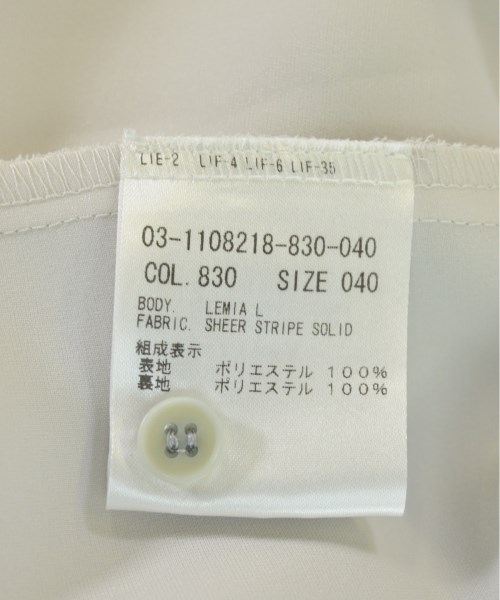 LIE-2 LIF-4 LIF-6 LIF-35
03-1108218-830-040
COL.830 SIZE 040
BODY. LEMIA L
FABRIC. SHEER STRIPE SOLID
組成表示
表地 ポリエステル 100%
裏地 ポリエステル 100%